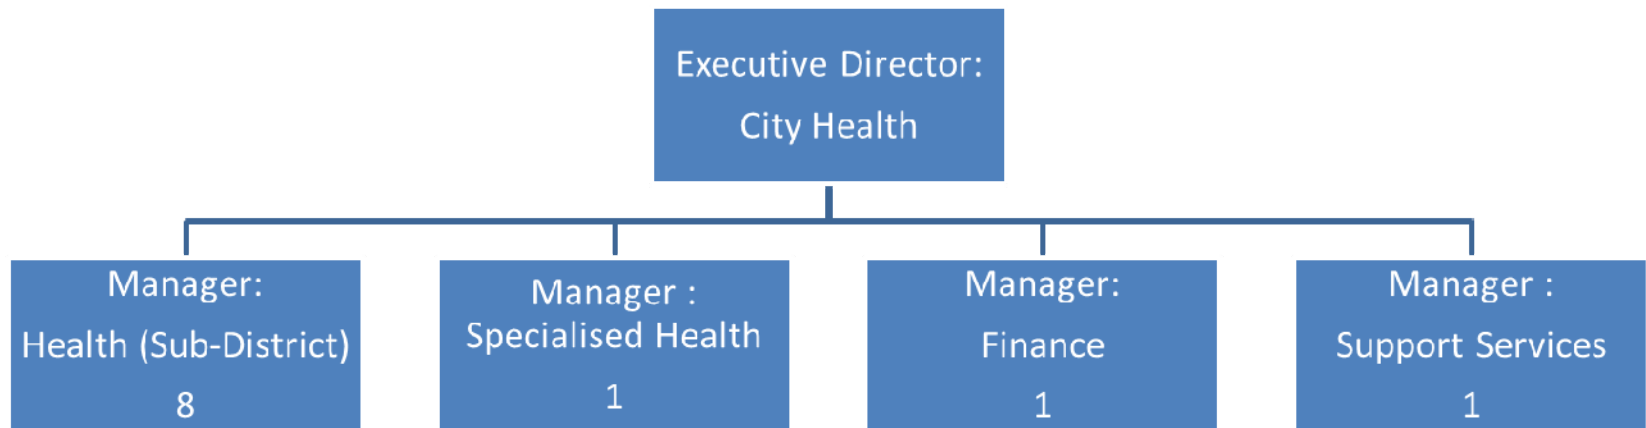 Executive Director:
City Health
Manager:
Health (Sub-District)
8
Manager :
Specialised Health
1
Manager:
Finance
1
Manager :
Support Services
1